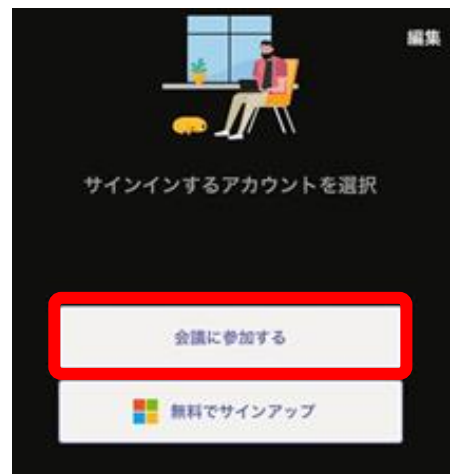 編集
サインインするアカウントを選択
会議に参加する
無料でサインアップ